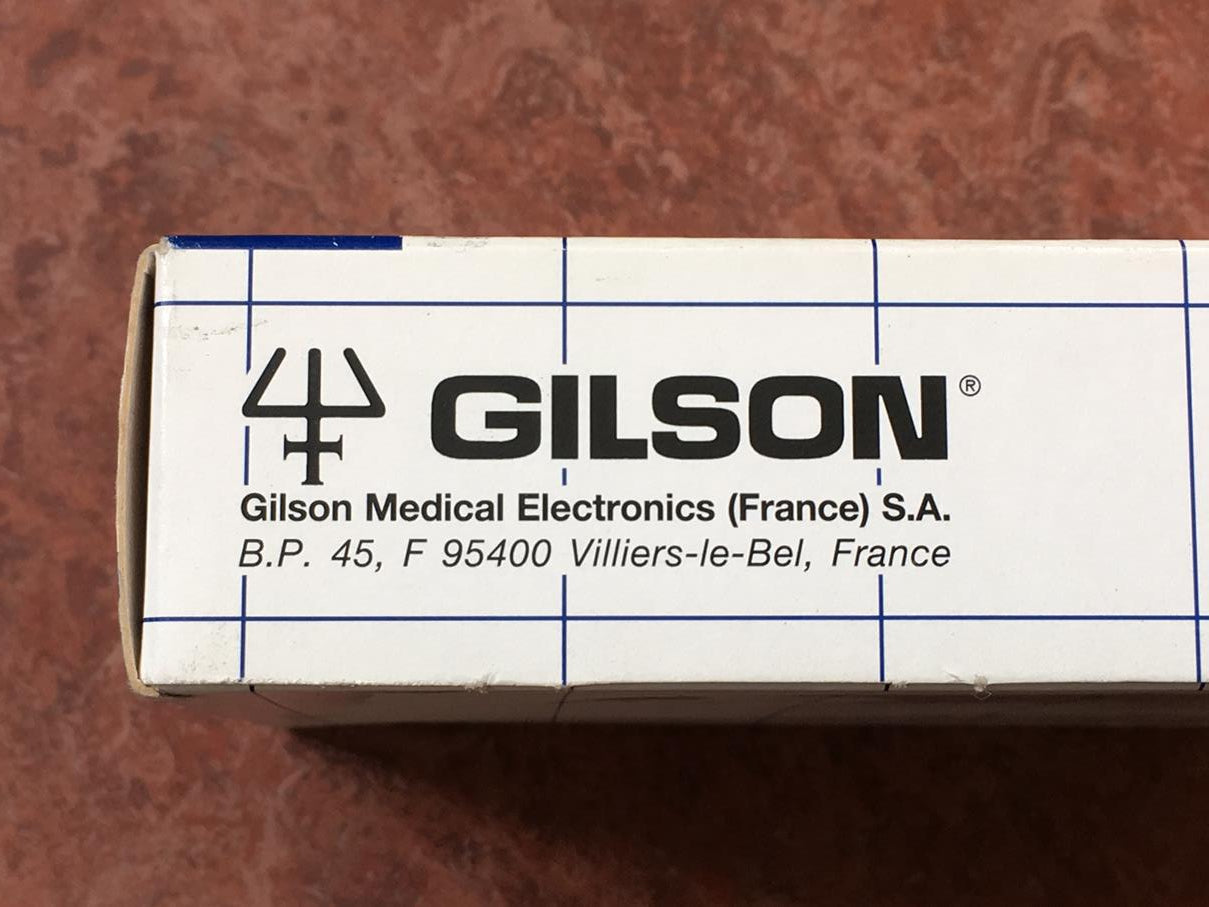 GILSON®
Gilson Medical Electronics (France) S.A.
B.P. 45, F 95400 Villiers-le-Bel, France